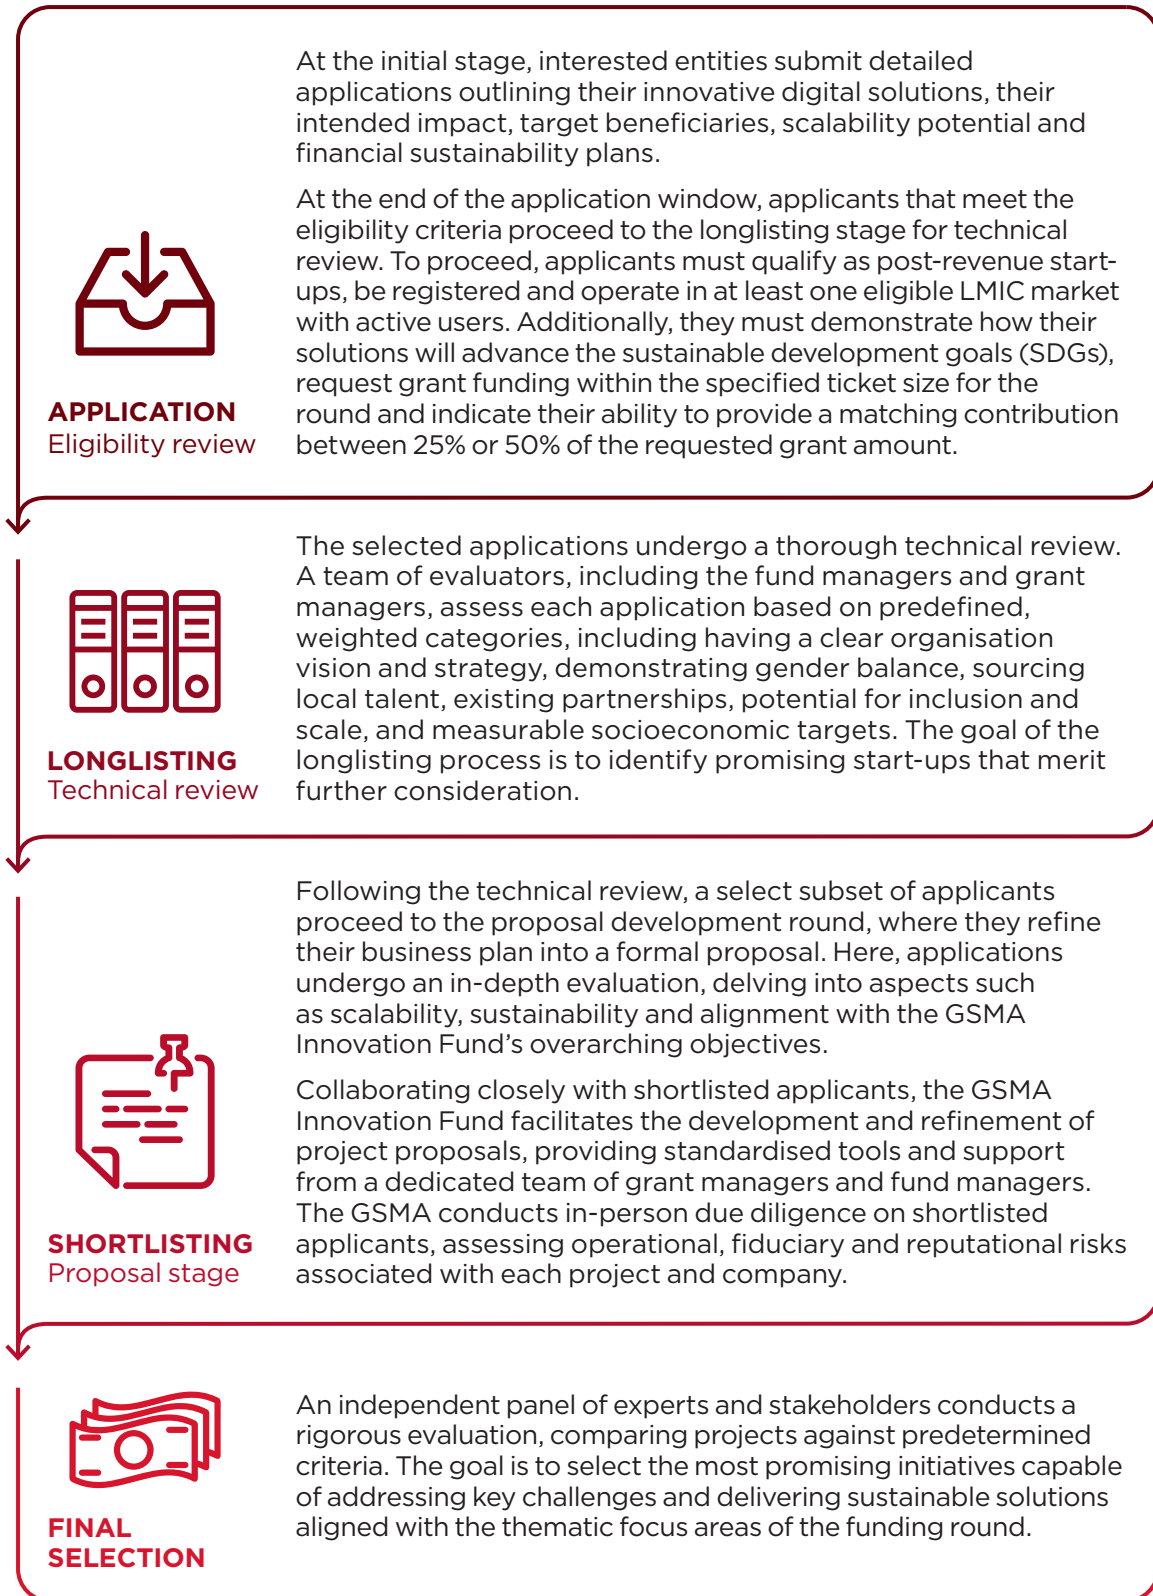 At the initial stage, interested entities submit detailed
applications outlining their innovative digital solutions, their
intended impact, target beneficiaries, scalability potential and
financial sustainability plans.
At the end of the application window, applicants that meet the
eligibility criteria proceed to the longlisting stage for technical
review. To proceed, applicants must qualify as post-revenue start-
ups, be registered and operate in at least one eligible LMIC market
with active users. Additionally, they must demonstrate how their
solutions will advance the sustainable development goals (SDGs),
request grant funding within the specified ticket size for the
round and indicate their ability to provide a matching contribution
between 25% or 50% of the requested grant amount.
APPLICATION
Eligibility review
The selected applications undergo a thorough technical review.
A team of evaluators, including the fund managers and grant
managers, assess each application based on predefined,
weighted categories, including having a clear organisation
vision and strategy, demonstrating gender balance, sourcing
local talent, existing partnerships, potential for inclusion and
scale, and measurable socioeconomic targets. The goal of the
longlisting process is to identify promising start-ups that merit
further consideration.
LONGLISTING
Technical review
Following the technical review, a select subset of applicants
proceed to the proposal development round, where they refine
their business plan into a formal proposal. Here, applications
undergo an in-depth evaluation, delving into aspects such
as scalability, sustainability and alignment with the GSMA
Innovation Fund's overarching objectives.
Collaborating closely with shortlisted applicants, the GSMA
Innovation Fund facilitates the development and refinement of
project proposals, providing standardised tools and support
from a dedicated team of grant managers and fund managers.
The GSMA conducts in-person due diligence on shortlisted
applicants, assessing operational, fiduciary and reputational risks
associated with each project and company.
SHORTLISTING
Proposal stage
An independent panel of experts and stakeholders conducts a
rigorous evaluation, comparing projects against predetermined
criteria. The goal is to select the most promising initiatives capable
of addressing key challenges and delivering sustainable solutions
aligned with the thematic focus areas of the funding round.
FINAL
SELECTION